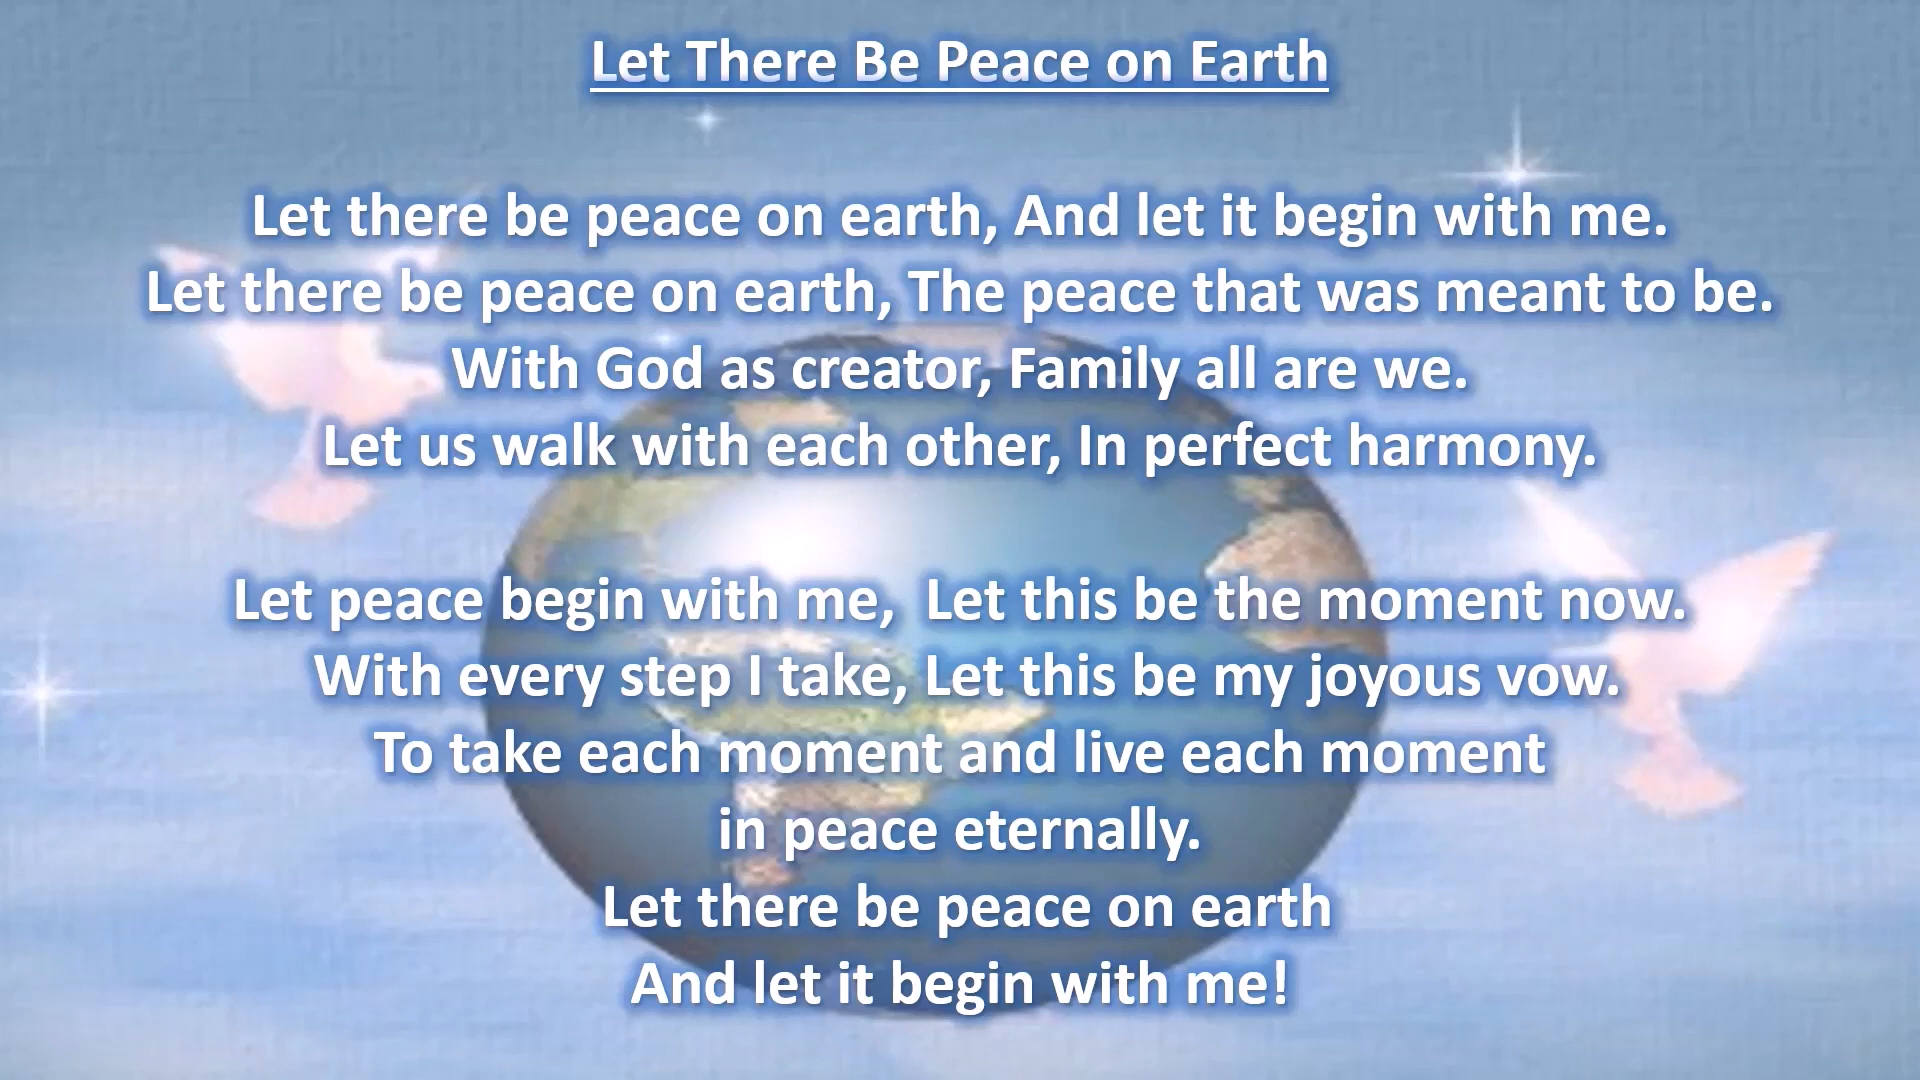 Let There Be Peace on Earth
Let there be peace on earth, And let it begin with me.
Let there be peace on earth, The peace that was meant to be.
With God as creator, Family all are we.
Let us walk with each other, In perfect harmony.
Let peace begin with me,  Let this be the moment now.
With every step I take, Let this be my joyous vow.
To take each moment and live each moment
in peace eternally.
Let there be peace on earth
And let it begin with me!